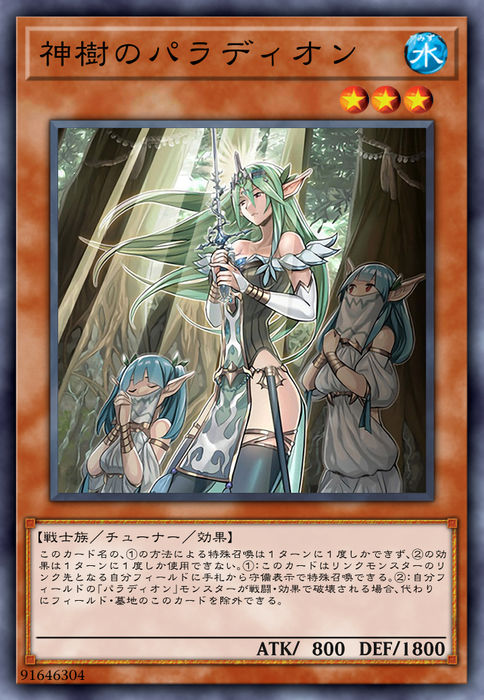 神樹のパラディオン
みず
水
【戦士族／チューナー／効果】
このカード名の、①の方法による特殊召喚は１ターンに１度しかできず、②の効
果は１ターンに１度しか使用できない。①：このカードはリンクモンスターのリ
ンク先となる自分フィールドに手札から守備表示で特殊召喚できる。②：自分フ
ィールドの「パラディオン」モンスターが戦闘・効果で破壊される場合、代わり
にフィールド・墓地のこのカードを除外できる。
ATK/ 800 DEF/1800
91646304